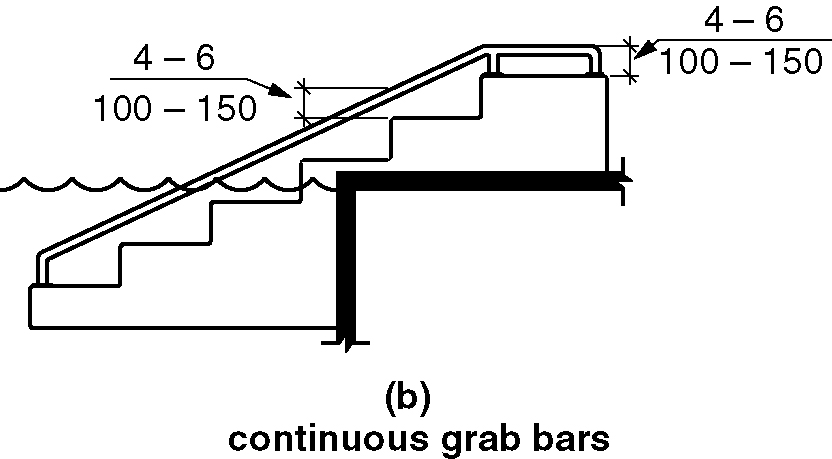 4 – 6
100 – 150
4 – 6
100 – 150
(b)
continuous grab bars